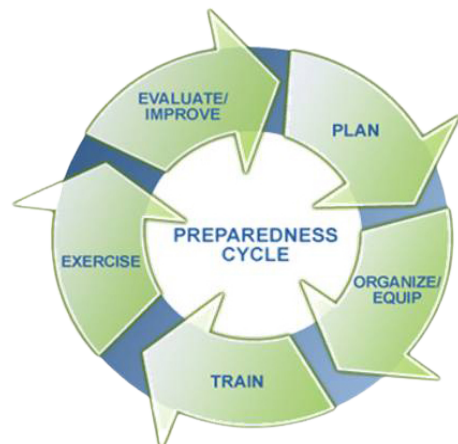 EVALUATE/
IMPROVE
PLAN
PREPAREDNESS
CYCLE
EXERCISE
ORGANIZE/
EQUIP
TRAIN